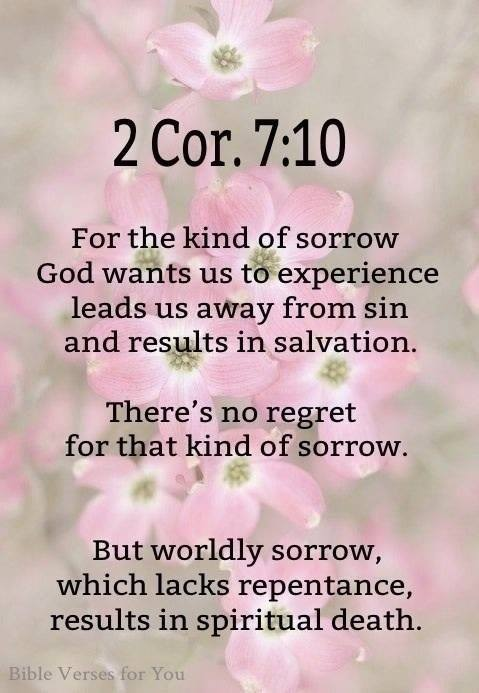 2 Cor. 7:10
For the kind of sorrow
God wants us to experience
leads us away from sin
and results in salvation.
There’s no regret
for that kind of sorrow.
But worldly sorrow,
which lacks repentance,
results in spiritual death.
Bible Verses for You